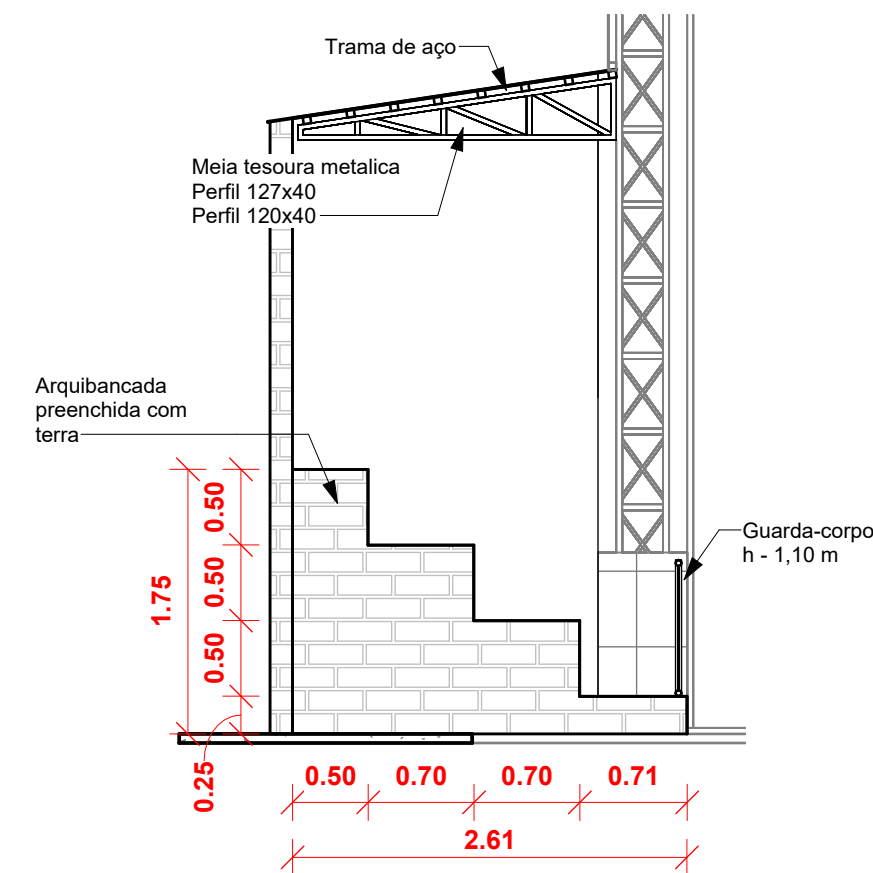 Trama de aço
Meia tesoura metalica
Perfil 127x40
Perfil 120x40
Arquibancada
preenchida com
terra
0.50
0.50
1.75
0.50
0.25
Guarda-corpo
h - 1,10 m
0.50
0.70
0.70
0.71
2.61